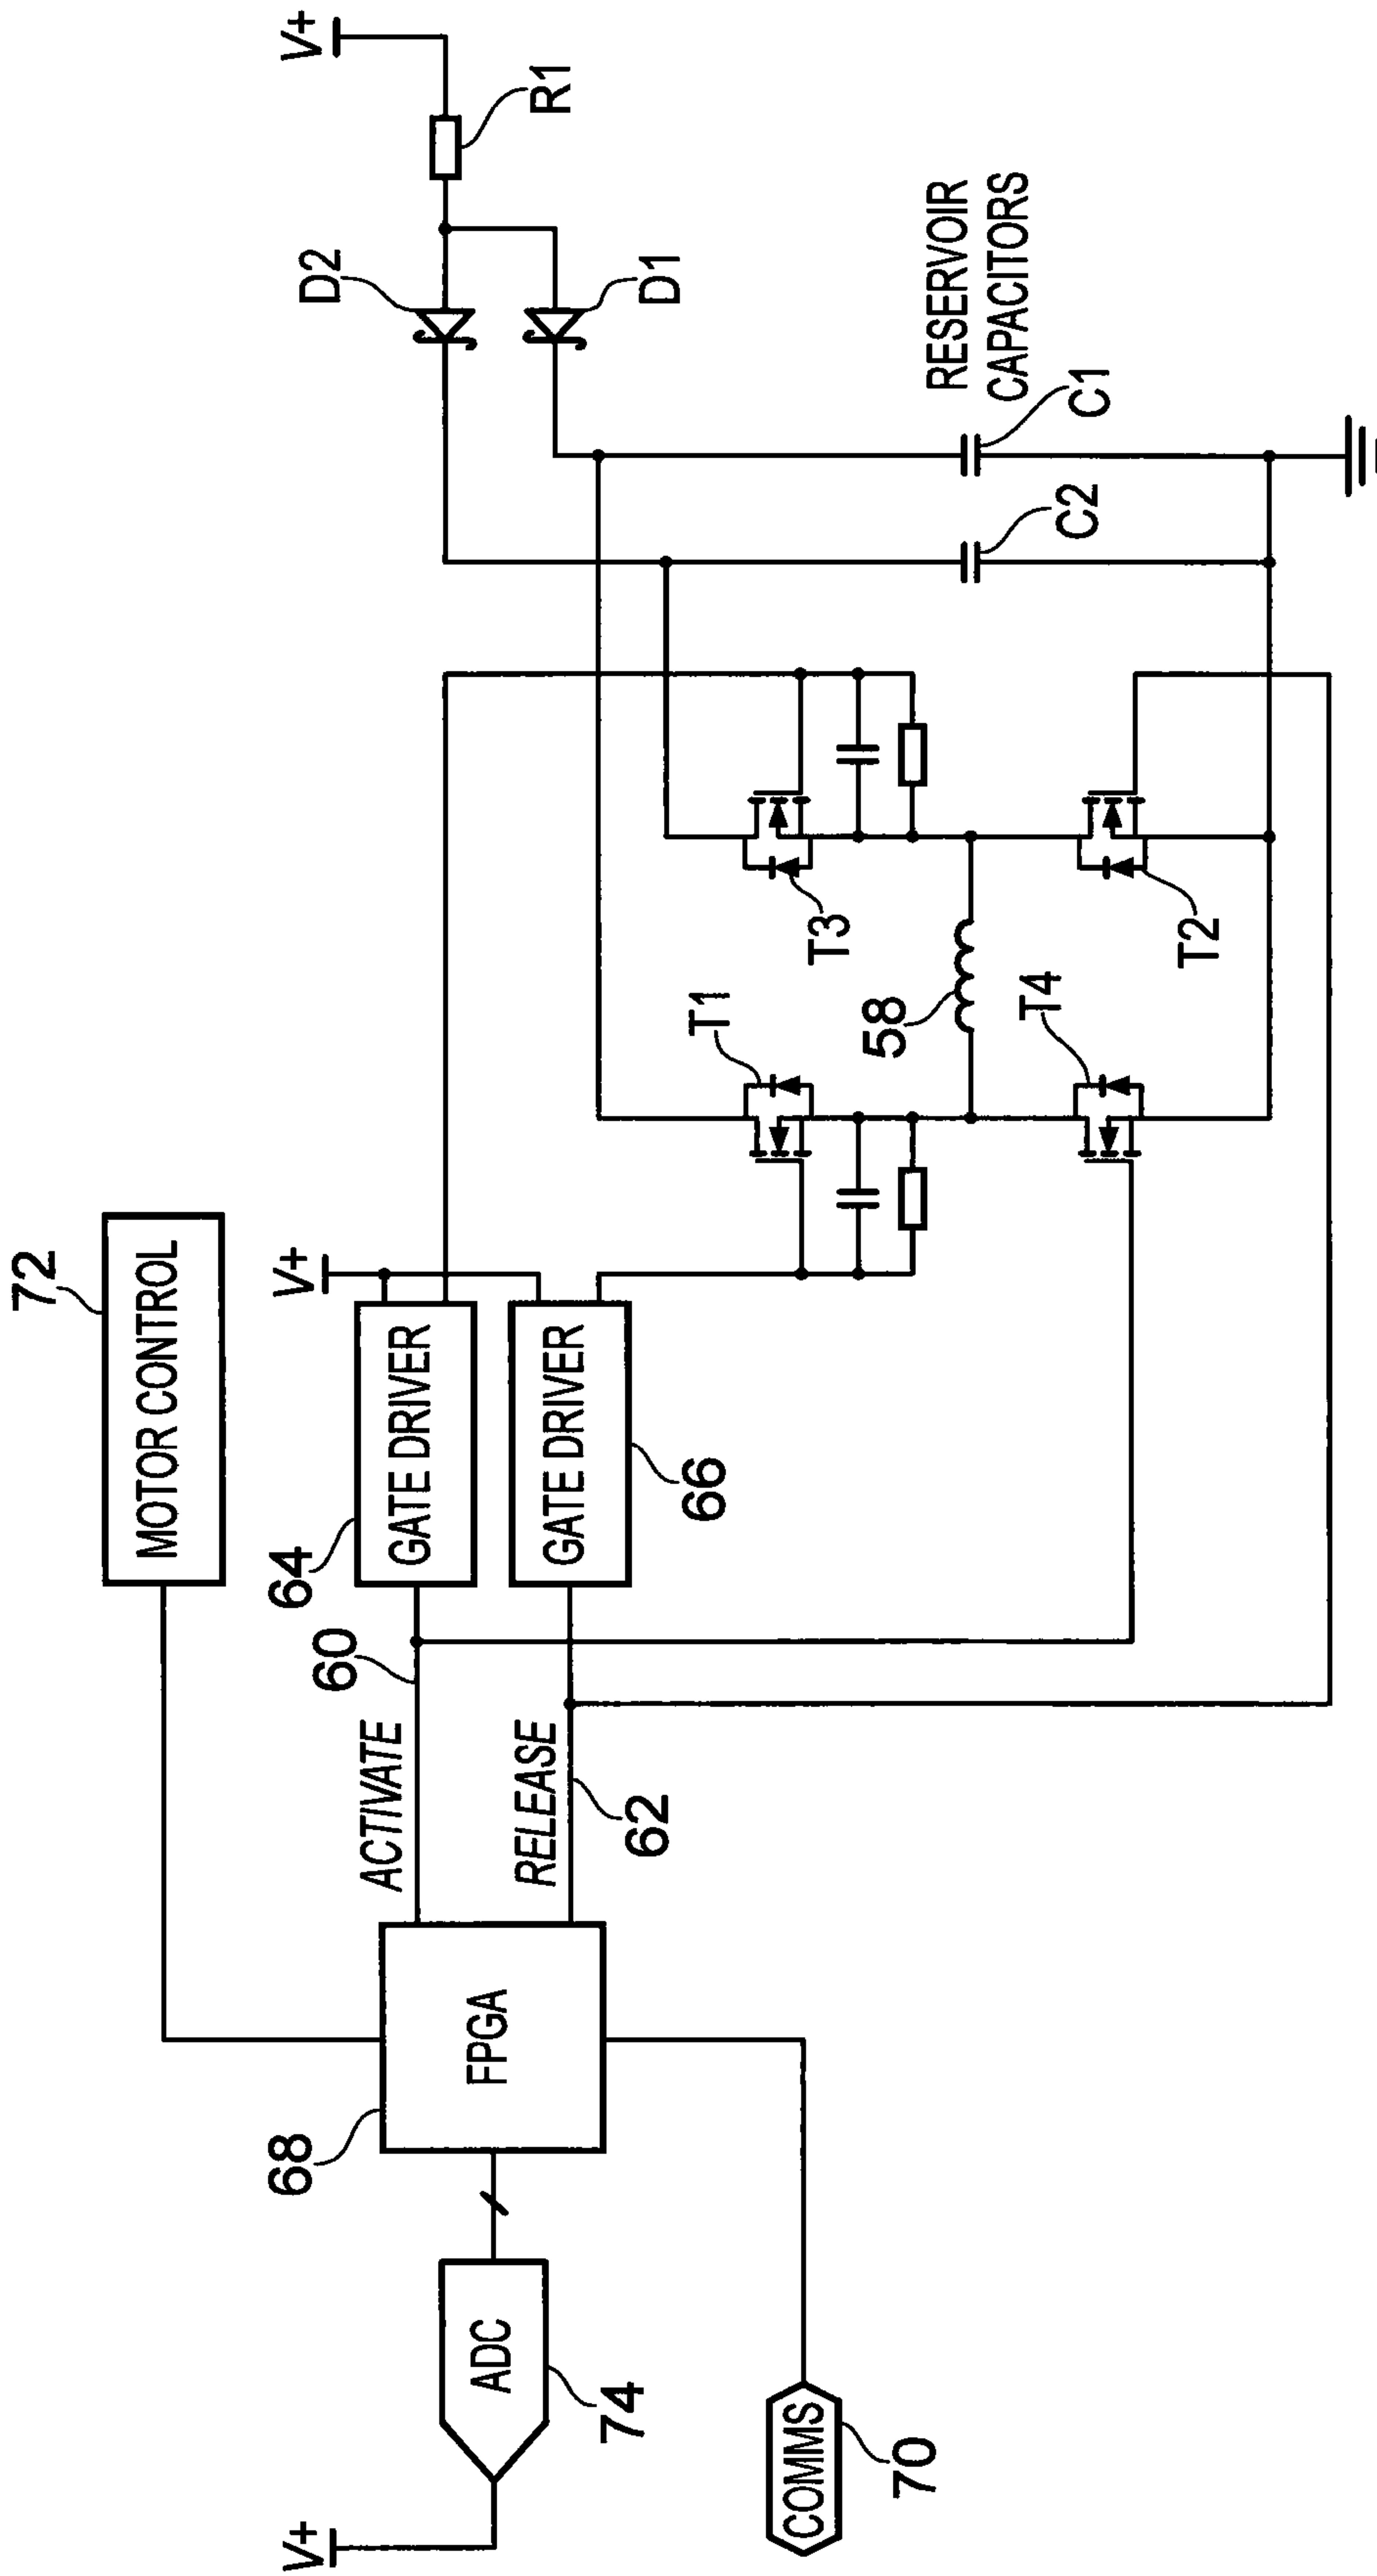 V+
ADC
74
COMMS
70
68
FPGA
ACTIVATE
60
RELEASE
62
72
MOTOR CONTROL
64
GATE DRIVER
V+
GATE DRIVER
66
T1
T3
58
T4
T2
D2
D1
V+
R1
RESERVOIR
CAPACITORS
C2
C1